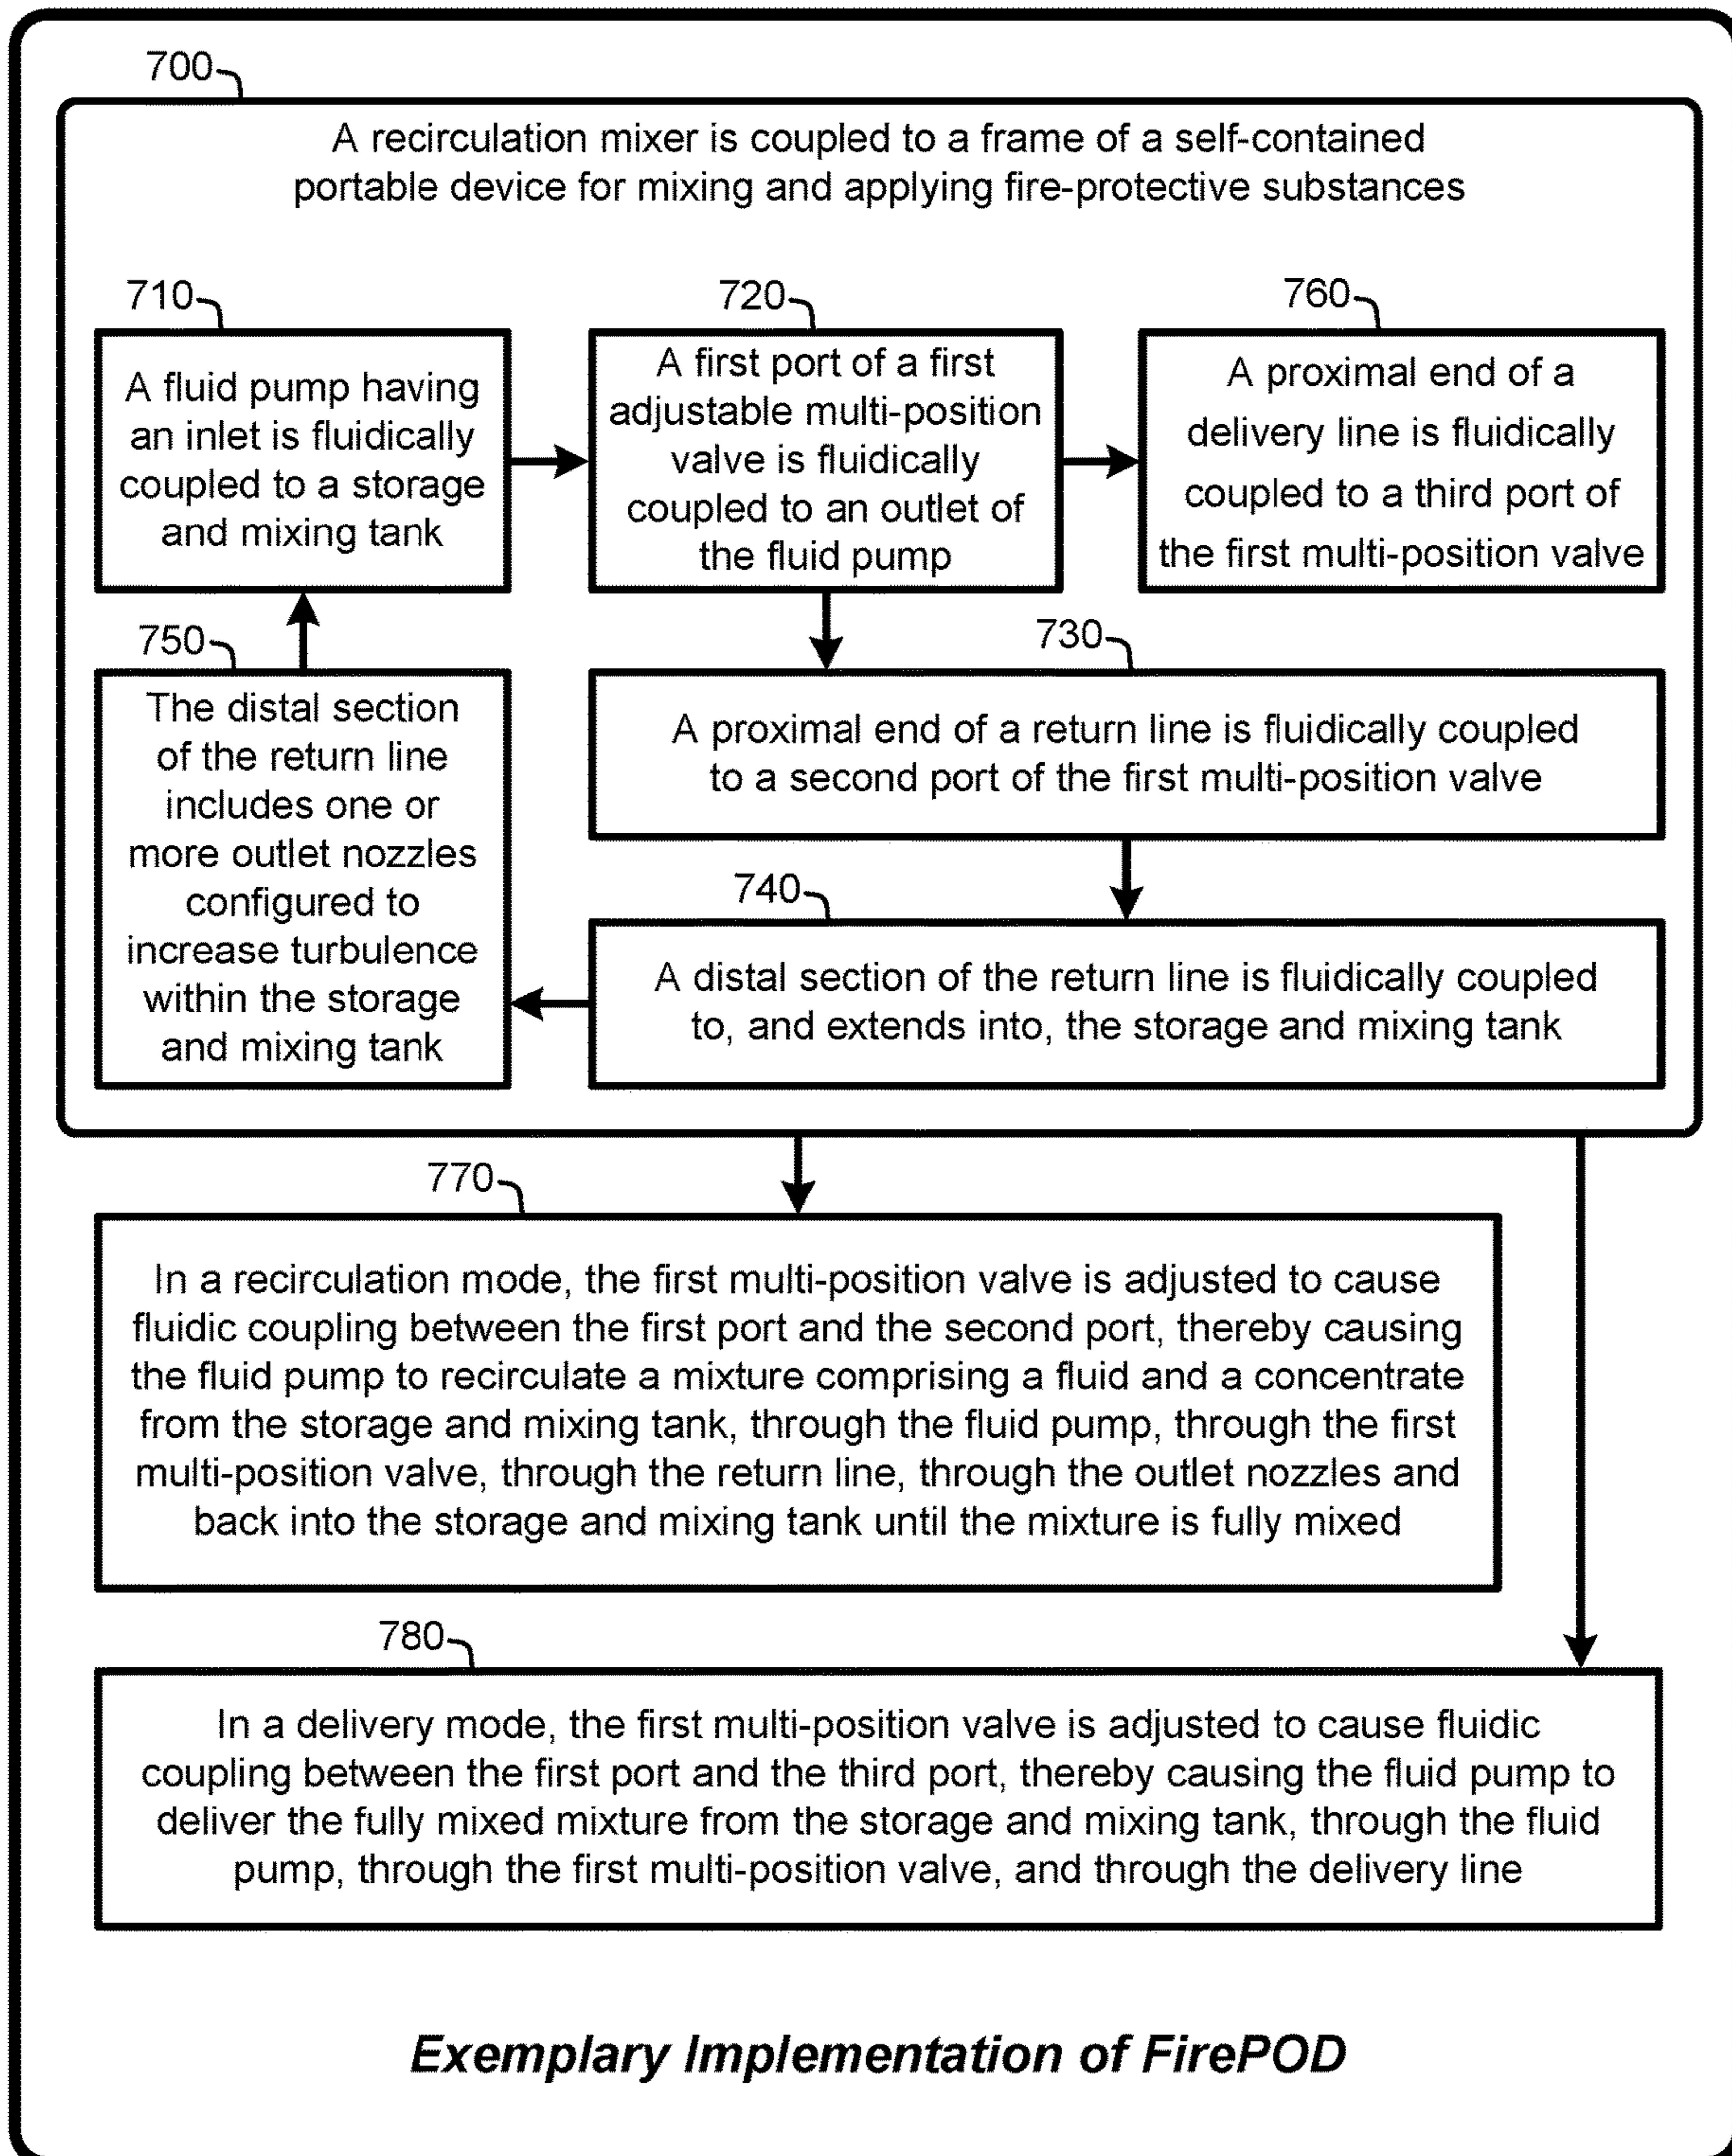 700
A recirculation mixer is coupled to a frame of a self-contained
portable device for mixing and applying fire-protective substances
710
A fluid pump having
an inlet is fluidically
coupled to a storage
and mixing tank
720
A first port of a first
adjustable multi-position
valve is fluidically
coupled to an outlet of
the fluid pump
760
A proximal end of a
delivery line is fluidically
coupled to a third port of
the first multi-position valve
730
A proximal end of a return line is fluidically coupled
to a second port of the first multi-position valve
740
A distal section of the return line is fluidically coupled
to, and extends into, the storage and mixing tank
750
The distal section
of the return line
includes one or
more outlet nozzles
configured to
increase turbulence
within the storage
and mixing tank
770
In a recirculation mode, the first multi-position valve is adjusted to cause
fluidic coupling between the first port and the second port, thereby causing
the fluid pump to recirculate a mixture comprising a fluid and a concentrate
from the storage and mixing tank, through the fluid pump, through the first
multi-position valve, through the return line, through the outlet nozzles and
back into the storage and mixing tank until the mixture is fully mixed
780
In a delivery mode, the first multi-position valve is adjusted to cause fluidic
coupling between the first port and the third port, thereby causing the fluid pump to
deliver the fully mixed mixture from the storage and mixing tank, through the fluid
pump, through the first multi-position valve, and through the delivery line
Exemplary Implementation of FirePOD